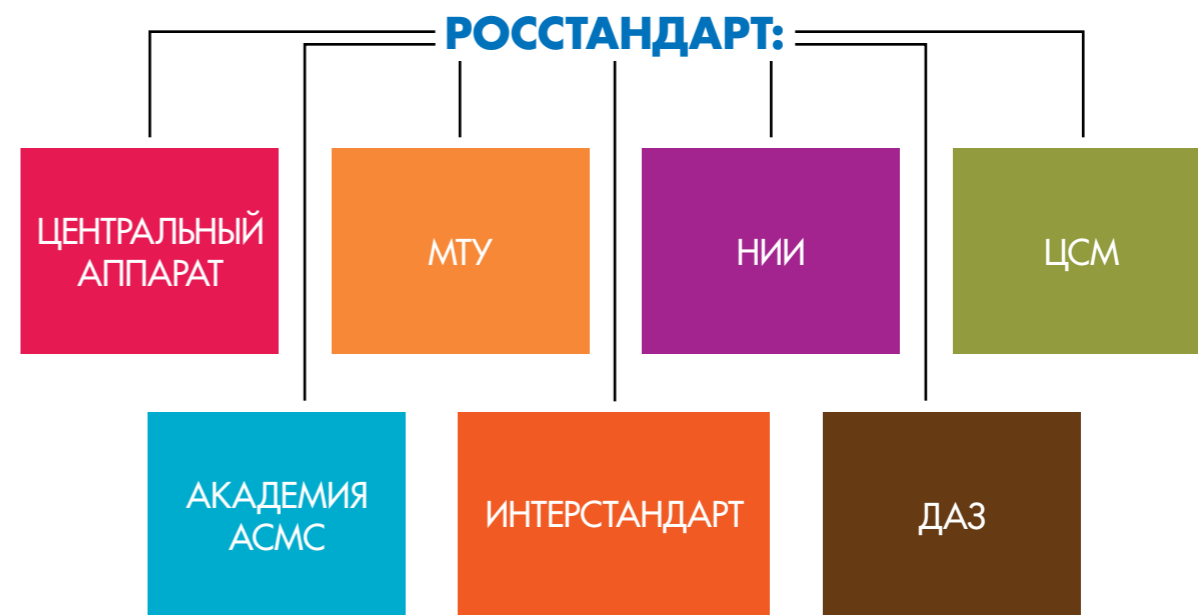 РОССТАНДАРТ:
ЦЕНТРАЛЬНЫЙ
АППАРАТ
МТУ
НИИ
ЦСМ
АКАДЕМИЯ
АСМС
ИНТЕРСТАНДАРТ
ДАЗ